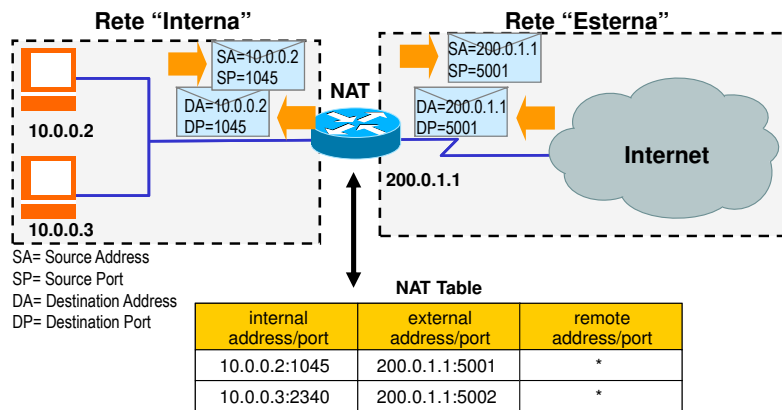 Rete “Interna”
Rete “Esterna”
SA=10.0.0.2
SP=1045
SA=200.0.1.1
SP=5001
NAT
DA=10.0.0.2
DP=1045
DA=200.0.1.1
DP=5001
10.0.0.2
Internet
200.0.1.1
10.0.0.3
SA= Source Address
SP= Source Port
DA= Destination Address
DP= Destination Port
NAT Table
internal address/port
external address/port
remote address/port
10.0.0.2:1045 200.0.1.1:5001 *
10.0.0.3:2340 200.0.1.1:5002 *